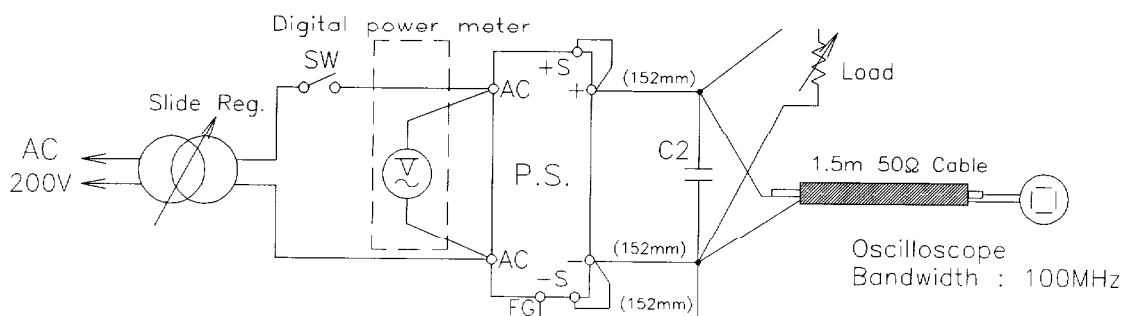 Digital power meter
SW
Slide Reg.
AC
200V
V
AC
+S
+
P.S.
AC
-S
-
FG
(152mm)
(152mm)
(152mm)
C2
Load
1.5m 50Ω Cable
Oscilloscope
Bandwidth : 100MHz